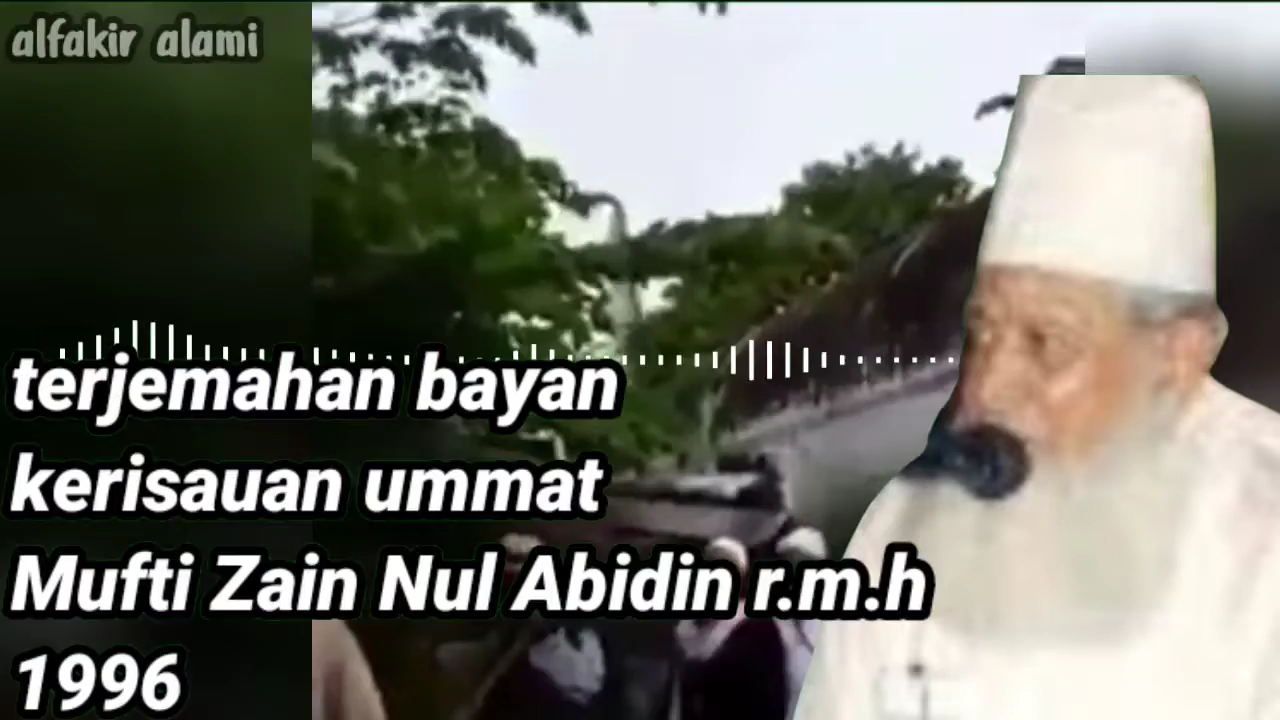 alfakir alami
terjemahan bayan
kerisauan ummat
Mufti Zain Nul Abidin r.m.h
1996